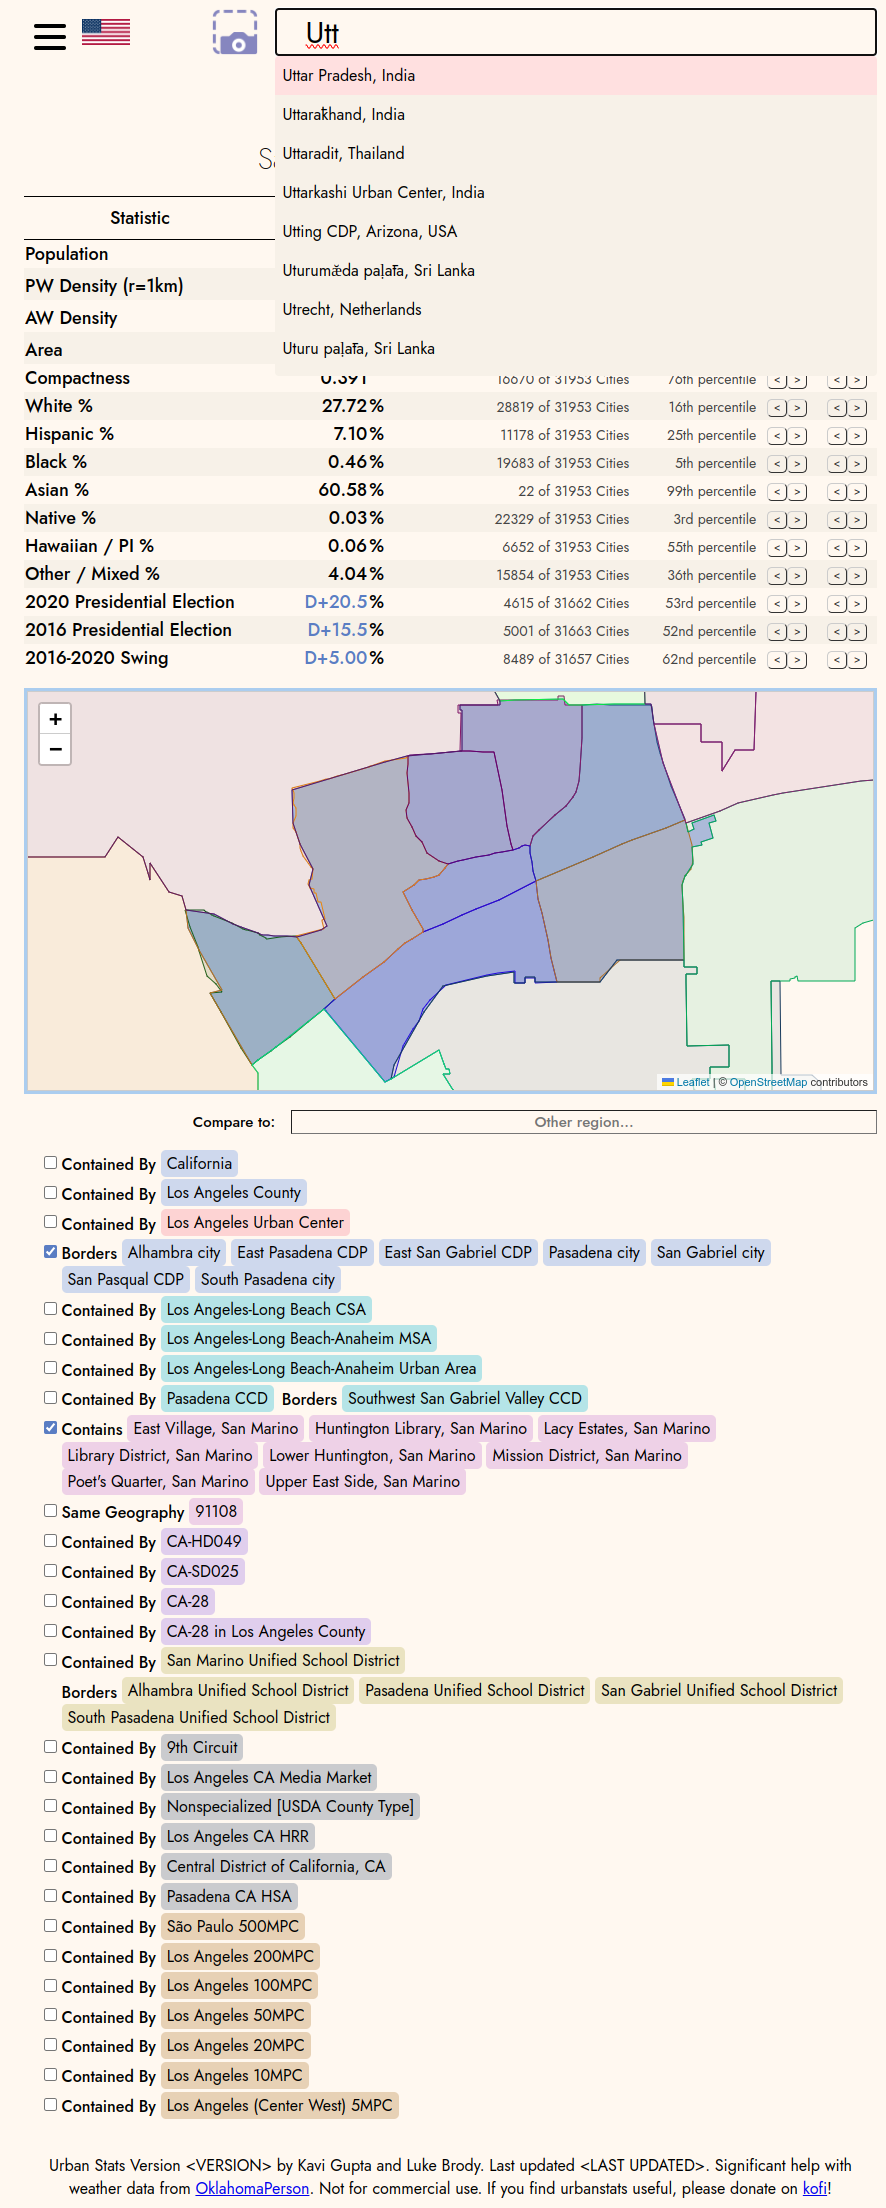 Utt
Uttar Pradesh, India
Uttarākhand, India
Uttaradit, Thailand
Uttarkashi Urban Center, India
Utting CDP, Arizona, USA
Uturumæ̆da paḷāta, Sri Lanka
Utrecht, Netherlands
Uturu paḷāta, Sri Lanka
Statistic
Population
PW Density (r=1km)
AW Density
Area
Compactness 0.391 16670 of 31953 Cities 76th percentile < > < >
White % 27.72% 28819 of 31953 Cities 16th percentile < > < >
Hispanic % 7.10% 11178 of 31953 Cities 25th percentile < > < >
Black % 0.46% 19683 of 31953 Cities 5th percentile < > < >
Asian % 60.58% 22 of 31953 Cities 99th percentile < > < >
Native % 0.03% 22329 of 31953 Cities 3rd percentile < > < >
Hawaiian / PI % 0.06% 6652 of 31953 Cities 55th percentile < > < >
Other / Mixed % 4.04% 15854 of 31953 Cities 36th percentile < > < >
2020 Presidential Election D+20.5% 4615 of 31662 Cities 53rd percentile < > < >
2016 Presidential Election D+15.5% 5001 of 31663 Cities 52nd percentile < > < >
2016-2020 Swing D+5.00% 8489 of 31657 Cities 62nd percentile < > < >
+
−
Leaflet | © OpenStreetMap contributors
Compare to: Other region...
Contained By California
Contained By Los Angeles County
Contained By Los Angeles Urban Center
Borders Alhambra city East Pasadena CDP East San Gabriel CDP Pasadena city San Gabriel city
San Pasqual CDP South Pasadena city
Contained By Los Angeles-Long Beach CSA
Contained By Los Angeles-Long Beach-Anaheim MSA
Contained By Los Angeles-Long Beach-Anaheim Urban Area
Contained By Pasadena CCD Borders Southwest San Gabriel Valley CCD
Contains East Village, San Marino Huntington Library, San Marino Lacy Estates, San Marino
Library District, San Marino Lower Huntington, San Marino Mission District, San Marino
Poet's Quarter, San Marino Upper East Side, San Marino
Same Geography 91108
Contained By CA-HD049
Contained By CA-SD025
Contained By CA-28
Contained By CA-28 in Los Angeles County
Contained By San Marino Unified School District
Borders Alhambra Unified School District Pasadena Unified School District San Gabriel Unified School District
South Pasadena Unified School District
Contained By 9th Circuit
Contained By Los Angeles CA Media Market
Contained By Nonspecialized [USDA County Type]
Contained By Los Angeles CA HRR
Contained By Central District of California, CA
Contained By Pasadena CA HSA
Contained By São Paulo 500MPC
Contained By Los Angeles 200MPC
Contained By Los Angeles 100MPC
Contained By Los Angeles 50MPC
Contained By Los Angeles 20MPC
Contained By Los Angeles 10MPC
Contained By Los Angeles (Center West) 5MPC
Urban Stats Version <VERSION> by Kavi Gupta and Luke Brody. Last updated <LAST UPDATED>. Significant help with
weather data from OklahomaPerson. Not for commercial use. If you find urbanstats useful, please donate on kofi!